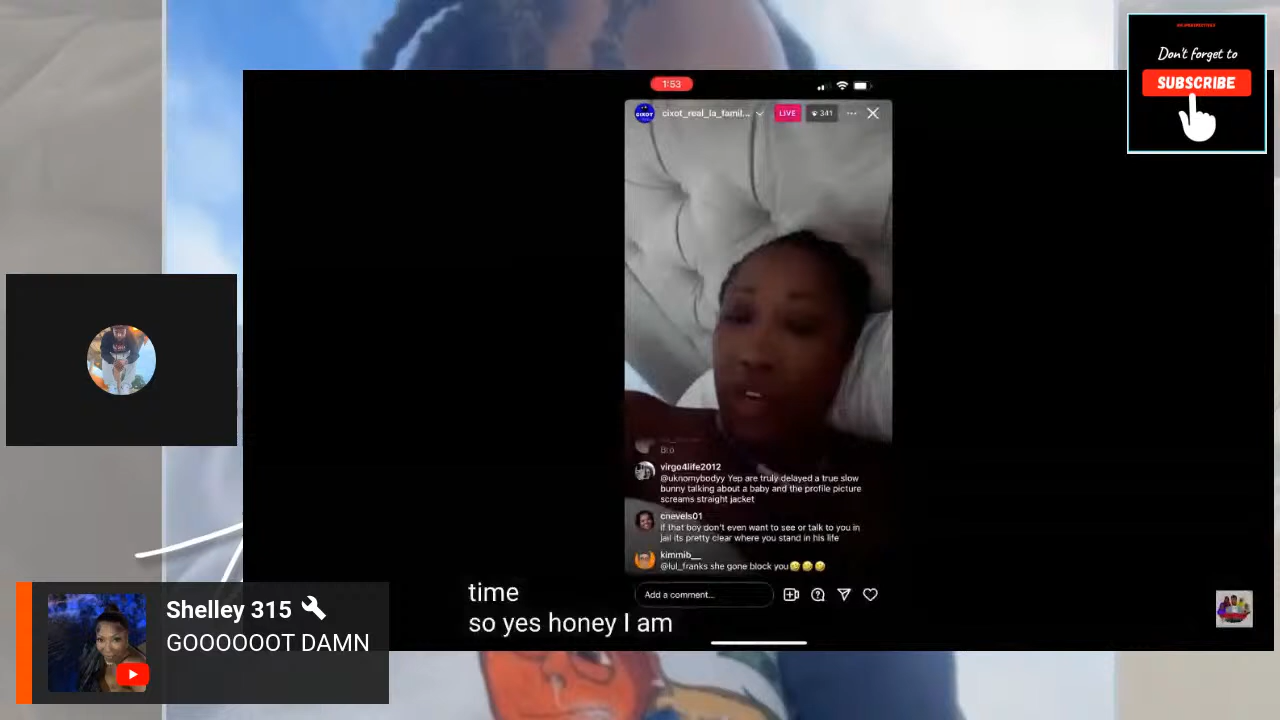 Don't forget to
SUBSCRIBE
1:53
CIXOT
cixot_real_la_famil...
LIVE
341
virgo4life2012
@uknomybodyy Yep are truly delayed a true slow
bunny talking about a baby and the profile picture
screams straight jacket
cnevels01
if that boy don't even want to see or talk to you in
jail its pretty clear where you stand in his life
kimmib__
@lul_franks she gone block you🤣🤣🤣
Add a comment...
time
so yes honey I am
Shelley 315
GOOOOOOT DAMN